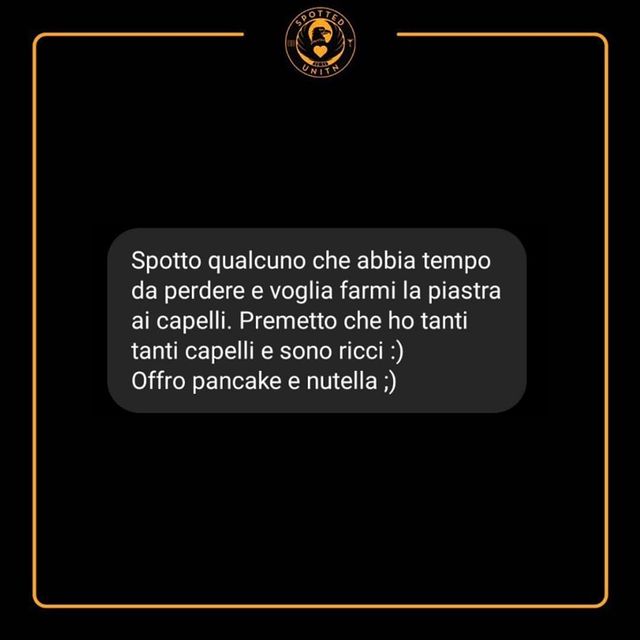 SPOTTED
UNITN
Spotto qualcuno che abbia tempo
da perdere e voglia farmi la piastra
ai capelli. Premetto che ho tanti
tanti capelli e sono ricci :)
Offro pancake e nutella ;)